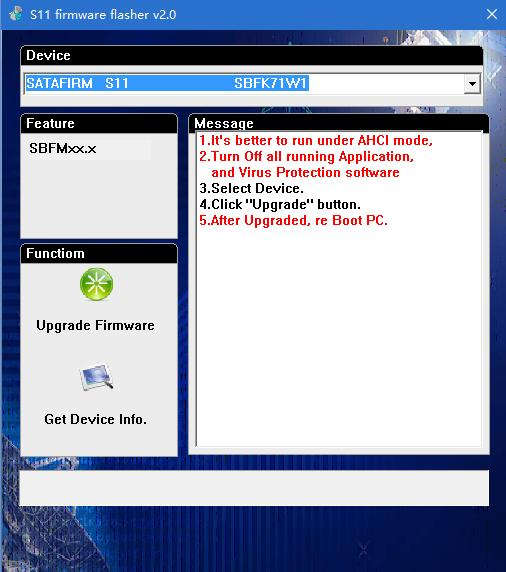 S11 firmware flasher v2.0
Device
SATAFIRM S11 SBFK71W1
Feature
SBFMxx.x
Message
1.It's better to run under AHCI mode,
2.Turn Off all running Application,
and Virus Protection software
3.Select Device.
4.Click "Upgrade" button.
5.After Upgraded, re Boot PC.
Functiom
Upgrade Firmware
Get Device Info.